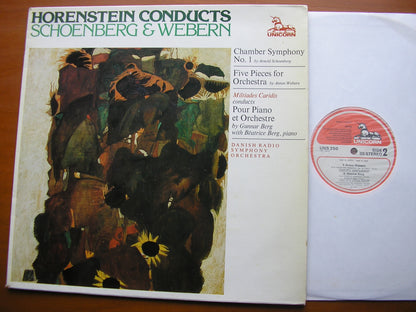 HORENSTEIN CONDUCTS
SCHOENBERG & WEBERN
UNICORN
Chamber Symphony
No. 1 by Arnold Schoenberg
Five Pieces for
Orchestra by Anton Webern
Miltiades Caridis
conducts
Pour Piano
et Orchestre
by Gunnar Berg
with Béatrice Berg, piano
DANISH RADIO
SYMPHONY
ORCHESTRA
UNICORN
SIDE
STEREO 2